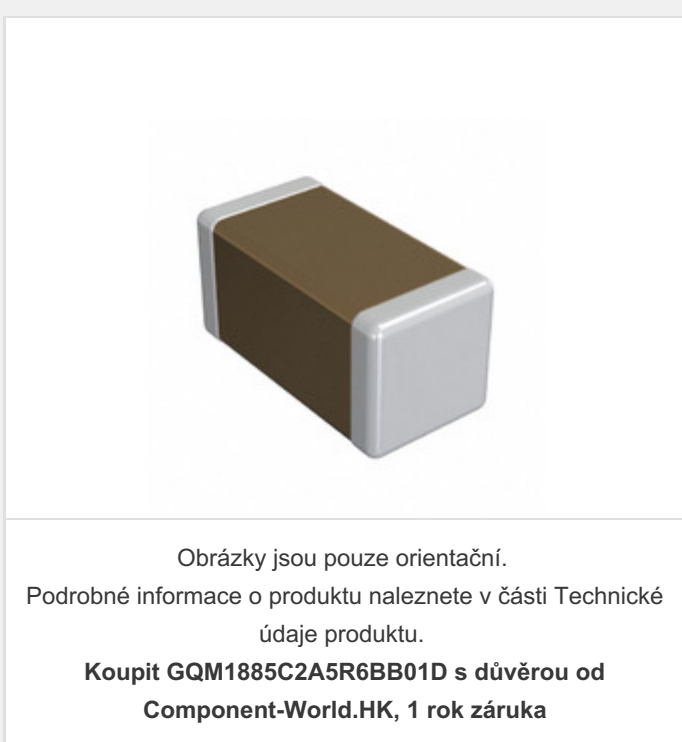 Obrázky jsou pouze orientační.
Podrobné informace o produktu naleznete v části Technické
údaje produktu.
Koupit GQM1885C2A5R6BB01D s důvěrou od
Component-World.HK, 1 rok záruka